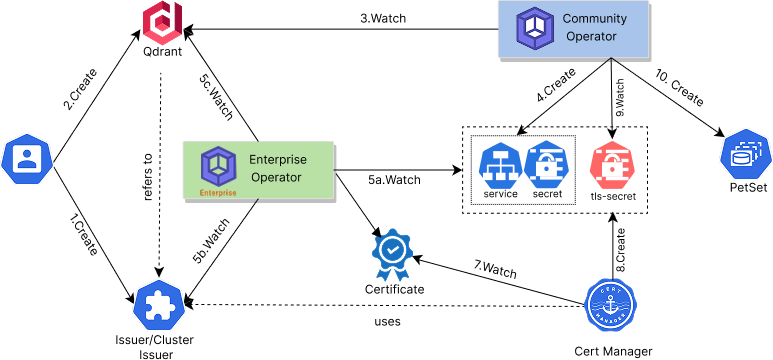 3.Watch
Community
Operator
Qdrant
2.Create
5c.Watch
4.Create
9.Watch
10. Create
refers to
Enterprise
Operator
Enterprise
5a.Watch
service
secret
tls-secret
PetSet
1.Create
5b.Watch
Certificate
7.Watch
8.Create
CERT
MANAGER
Issuer/Cluster
Issuer
uses
Cert Manager